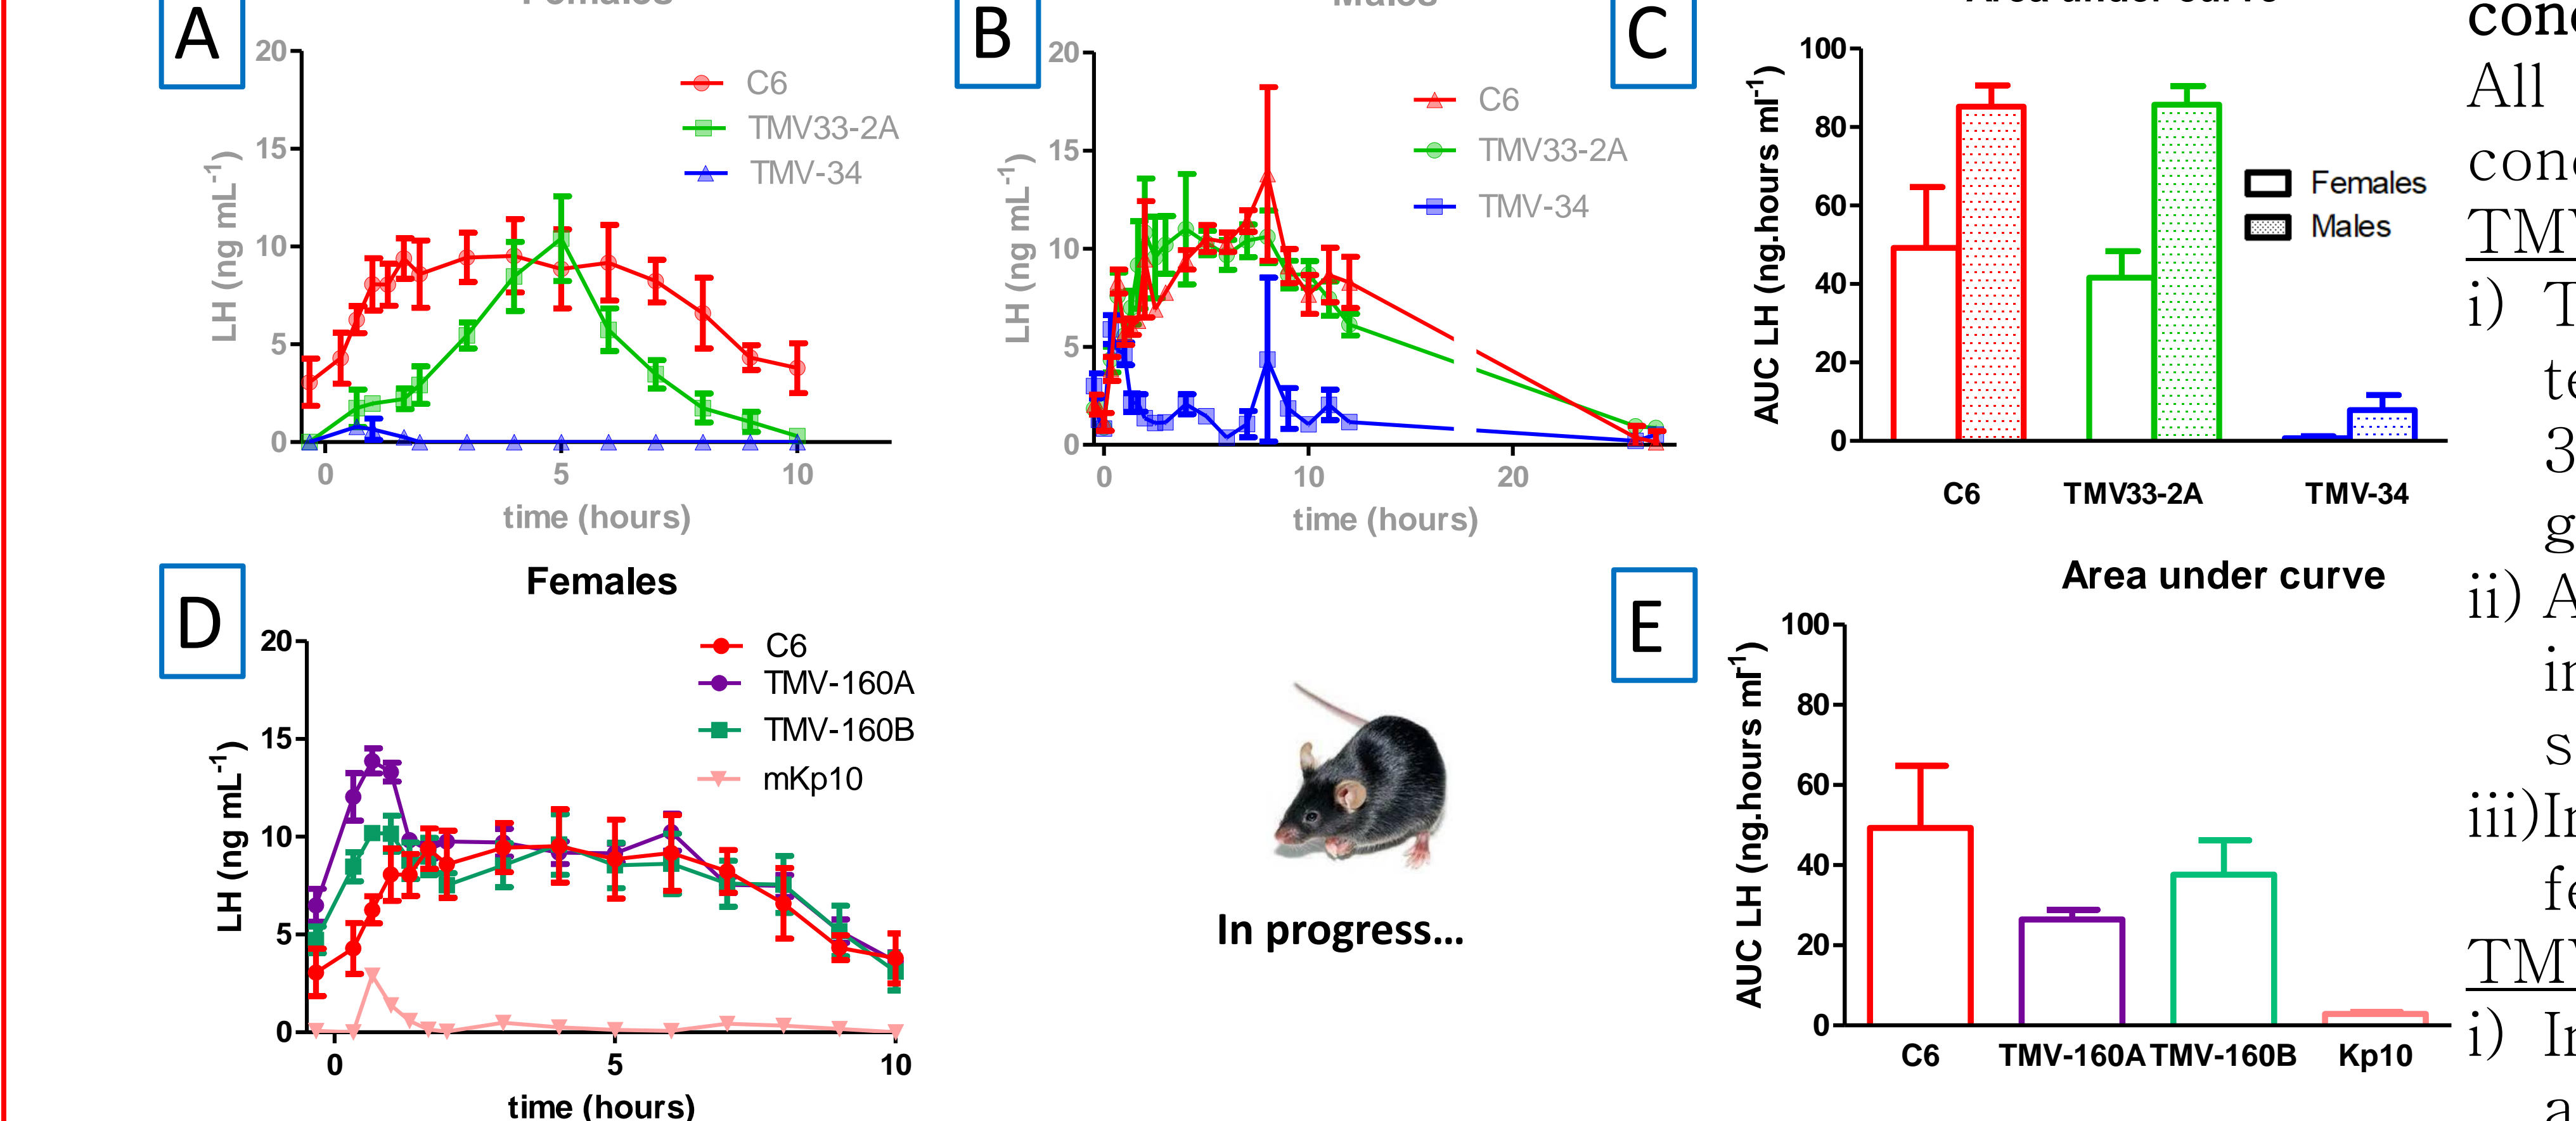 A
20
15
10
5
0
LH (ng mL-1)
C6
TMV33-2A
TMV-34
0 5 10
time (hours)
B
20
15
10
5
0
LH (ng mL-1)
C6
TMV33-2A
TMV-34
0 10 20
time (hours)
C
100
80
60
40
20
0
AUC LH (ng.hours ml-1)
Females
Males
C6 TMV33-2A TMV-34
D
Females
20
15
10
5
0
LH (ng mL-1)
C6
TMV-160A
TMV-160B
mKp10
0 5 10
time (hours)
In progress...
E
Area under curve
100
80
60
40
20
0
AUC LH (ng.hours ml-1)
C6 TMV-160A TMV-160B Kp10
All
i)
ii)
iii)
i)